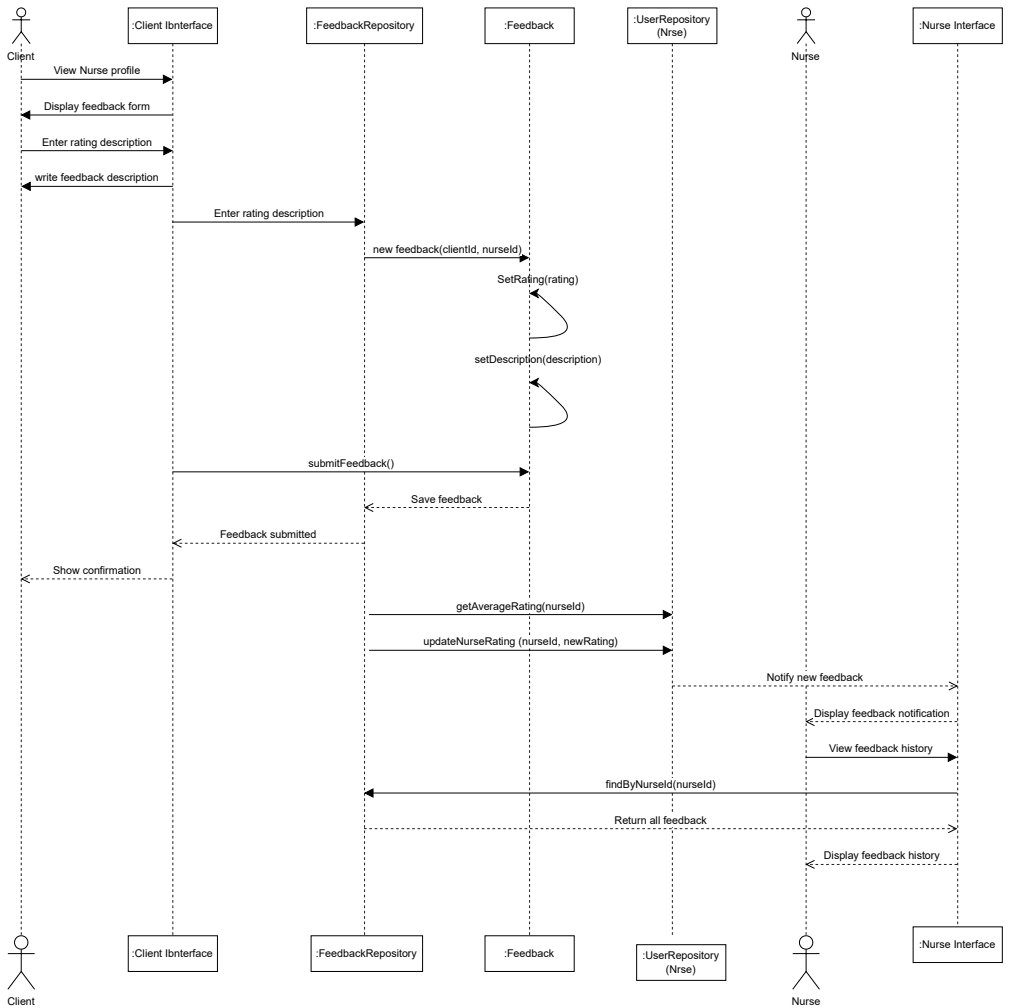 :Client Ibnterface
:FeedbackRepository
:Feedback
:UserRepository
(Nrse)
:Nurse Interface
Client
Nurse
View Nurse profile
Display feedback form
Enter rating description
write feedback description
Enter rating description
new feedback(clientId, nurseId)
SetRating(rating)
setDescription(description)
submitFeedback()
Save feedback
Feedback submitted
Show confirmation
getAverageRating(nurseId)
updateNurseRating (nurseId, newRating)
Notify new feedback
Display feedback notification
View feedback history
findByNurseId(nurseId)
Return all feedback
Display feedback history
:Client Ibnterface
:FeedbackRepository
:Feedback
:UserRepository
(Nrse)
:Nurse Interface
Client
Nurse